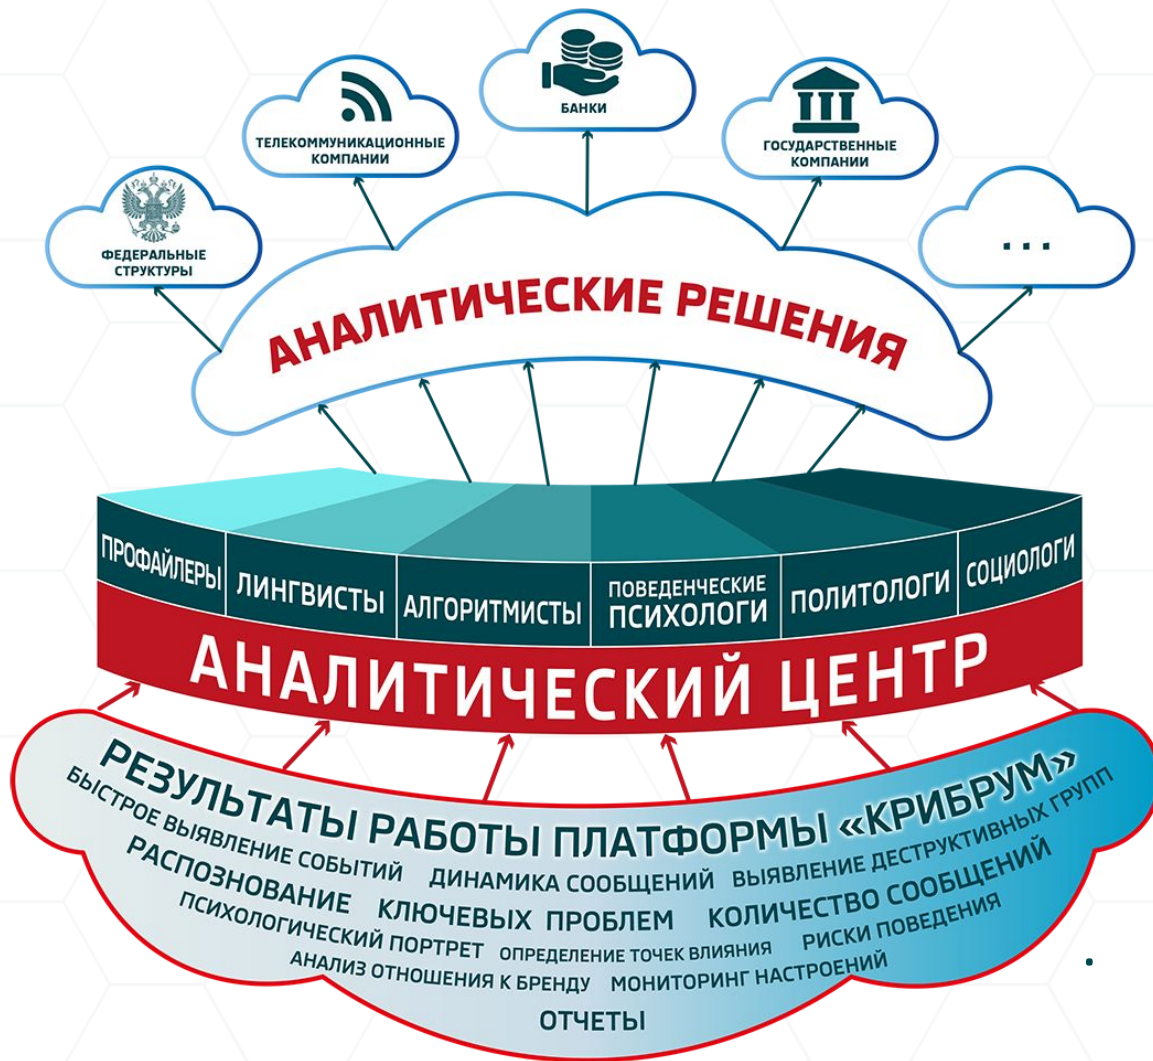 БАНКИ
ТЕЛЕКОММУНИКАЦИОННЫЕ
КОМПАНИИ
ГОСУДАРСТВЕННЫЕ
КОМПАНИИ
ФЕДЕРАЛЬНЫЕ
СТРУКТУРЫ
...
АНАЛИТИЧЕСКИЕ РЕШЕНИЯ
ПРОФАЙЛЕРЫ
ЛИНГВИСТЫ
АЛГОРИТМИСТЫ
ПОВЕДЕНЧЕСКИЕ
ПСИХОЛОГИ
ПОЛИТОЛОГИ
СОЦИОЛОГИ
АНАЛИТИЧЕСКИЙ ЦЕНТР
РЕЗУЛЬТАТЫ РАБОТЫ ПЛАТФОРМЫ «КРИБРУМ»
БЫСТРОЕ ВЫЯВЛЕНИЕ СОБЫТИЙ ДИНАМИКА СООБЩЕНИЙ ВЫЯВЛЕНИЕ ДЕСТРУКТИВНЫХ ГРУПП
РАСПОЗНОВАНИЕ КЛЮЧЕВЫХ ПРОБЛЕМ КОЛИЧЕСТВО СООБЩЕНИЙ
ПСИХОЛОГИЧЕСКИЙ ПОРТРЕТ ОПРЕДЕЛЕНИЕ ТОЧЕК ВЛИЯНИЯ РИСКИ ПОВЕДЕНИЯ
АНАЛИЗ ОТНОШЕНИЯ К БРЕНДУ МОНИТОРИНГ НАСТРОЕНИЙ
ОТЧЕТЫ